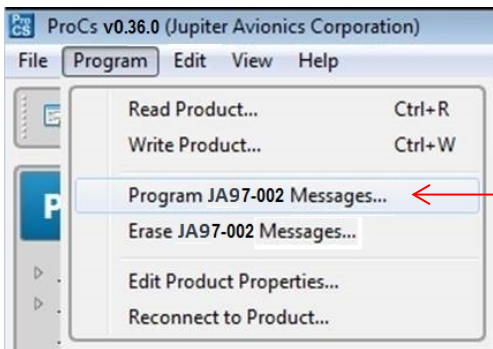 ProCS ProCs v0.36.0 (Jupiter Avionics Corporation)
File Program Edit View Help
Read Product... Ctrl+R
Write Product... Ctrl+W
P
Program JA97-002 Messages...
Erase JA97-002 Messages...
Edit Product Properties...
Reconnect to Product...